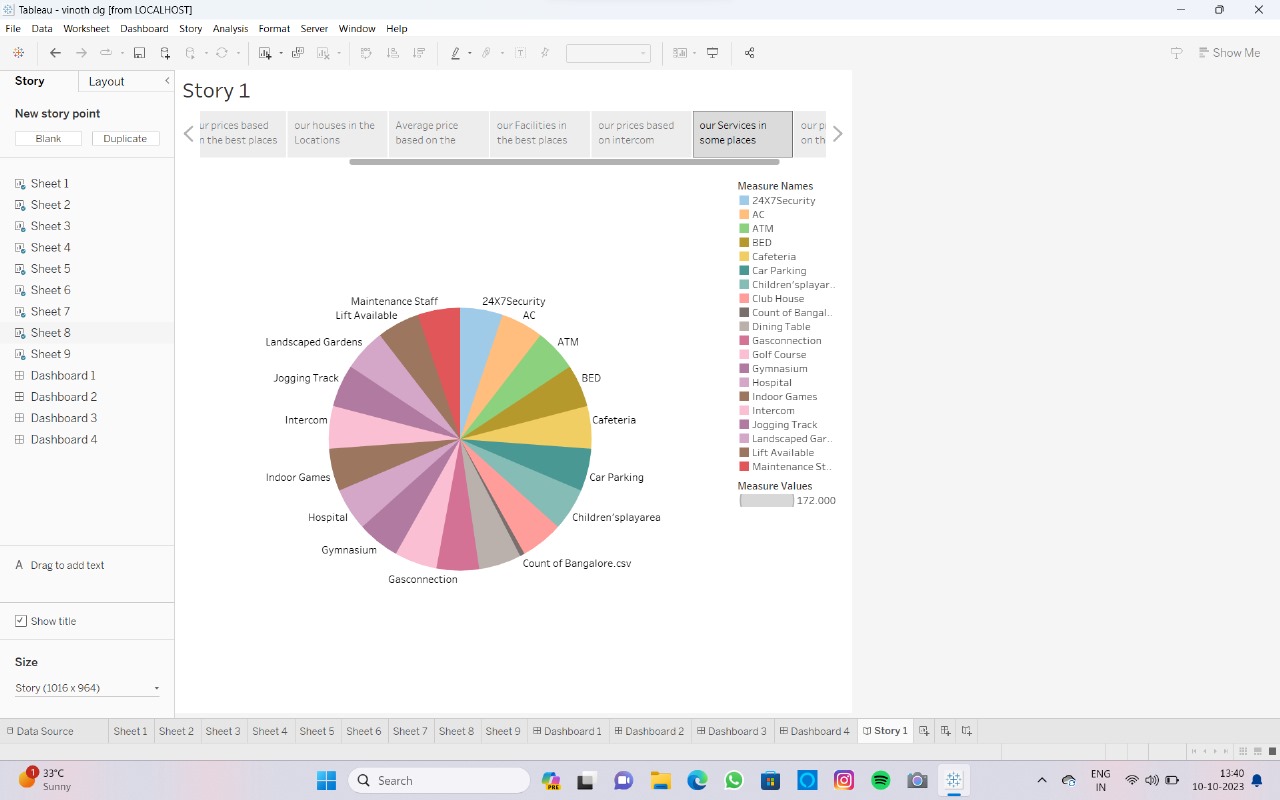 Tableau - vinoth clg [from LOCALHOST]
File Data Worksheet Dashboard Story Analysis Format Server Window Help
Show Me
Story Layout
New story point
Blank Duplicate
Sheet 1
Sheet 2
Sheet 3
Sheet 4
Sheet 5
Sheet 6
Sheet 7
Sheet 8
Sheet 9
Dashboard 1
Dashboard 2
Dashboard 3
Dashboard 4
A Drag to add text
Show title
Size
Story (1016 x 964)
Story 1
ur prices based
n the best places
our houses in the
Locations
Average price
based on the
our Facilities in
the best places
our prices based
on intercom
our Services in
some places
our p
on th
Maintenance Staff
24X7Security
Lift Available
AC
Landscaped Gardens
ATM
Jogging Track
BED
Intercom
Cafeteria
Indoor Games
Car Parking
Hospital
Children'splayarea
Gymnasium
Count of Bangalore.csv
Gasconnection
Measure Names
24X7Security
AC
ATM
BED
Cafeteria
Car Parking
Children'splayar..
Club House
Count of Bangal..
Dining Table
Gasconnection
Golf Course
Gymnasium
Hospital
Indoor Games
Intercom
Jogging Track
Landscaped Gar..
Lift Available
Maintenance St..
Measure Values
172.000
Data Source Sheet 1 Sheet 2 Sheet 3 Sheet 4 Sheet 5 Sheet 6 Sheet 7 Sheet 8 Sheet 9 Dashboard 1 Dashboard 2 Dashboard 3 Dashboard 4 Story 1
1
33°C
Sunny
Search
PRE
ENG
IN
13:40
10-10-2023